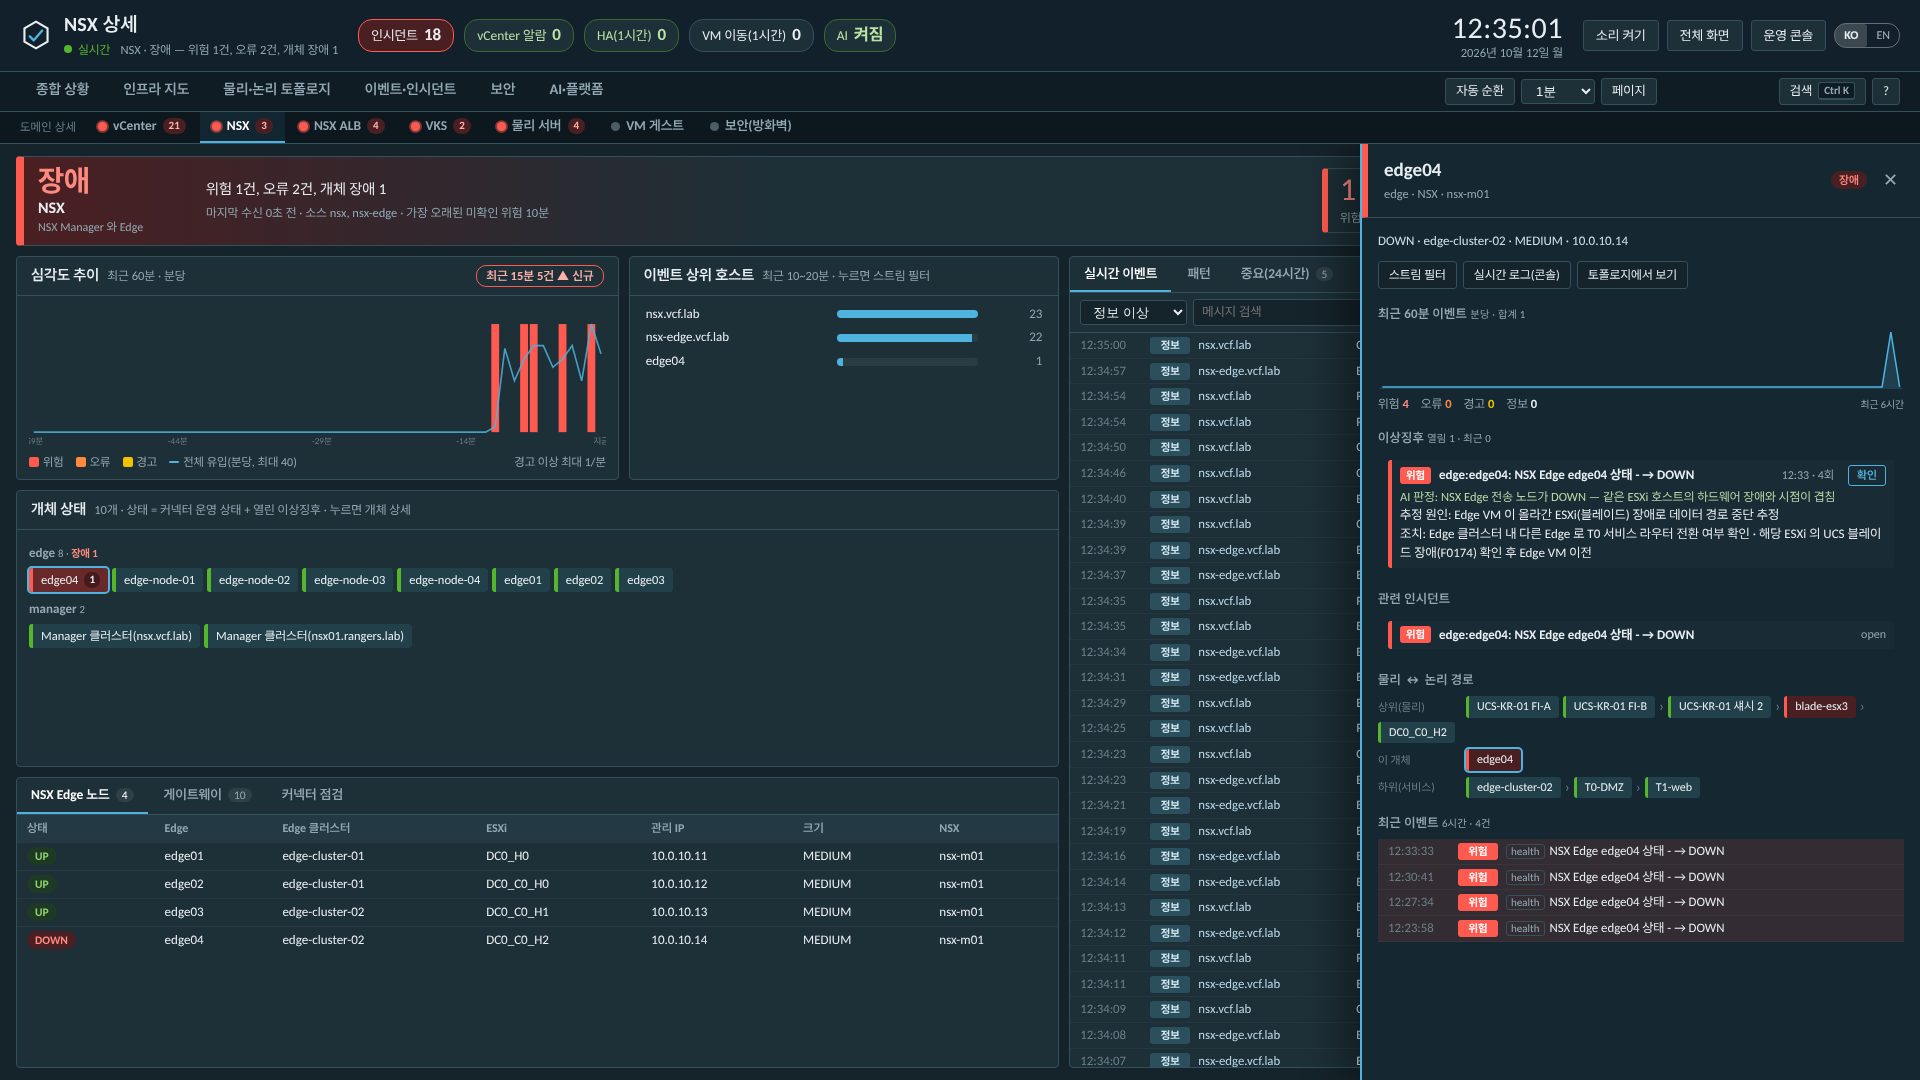 NSX 상세
실시간 NSX · 장애 — 위험 1건, 오류 2건, 개체 장애 1
인시던트 18
vCenter 알람 0
HA(1시간) 0
VM 이동(1시간) 0
AI 켜짐
12:35:01
2026년 10월 12일 월
소리 켜기
전체 화면
운영 콘솔
KO EN
종합 상황 인프라 지도 물리·논리 토폴로지 이벤트·인시던트 보안 AI·플랫폼
자동 순환 1분 페이지 검색 Ctrl K ?
도메인 상세 vCenter 21 NSX 3 NSX ALB 4 VKS 2 물리 서버 4 VM 게스트 보안(방화벽)
장애
NSX
NSX Manager 와 Edge
위험 1건, 오류 2건, 개체 장애 1
마지막 수신 0초 전 · 소스 nsx, nsx-edge · 가장 오래된 미확인 위험 10분
1
위험
심각도 추이 최근 60분 · 분당
최근 15분 5건 ▲ 신규
-44분 -29분 -14분
위험 오류 경고 전체 유입(분당, 최대 40) 경고 이상 최대 1/분
이벤트 상위 호스트 최근 10~20분 · 누르면 스트림 필터
nsx.vcf.lab 23
nsx-edge.vcf.lab 22
edge04 1
개체 상태 10개 · 상태 = 커넥터 운영 상태 + 열린 이상징후 · 누르면 개체 상세
edge 8 · 장애 1
edge04 1 edge-node-01 edge-node-02 edge-node-03 edge-node-04 edge01 edge02 edge03
manager 2
Manager 클러스터(nsx.vcf.lab) Manager 클러스터(nsx01.rangers.lab)
NSX Edge 노드 4 게이트웨이 10 커넥터 점검
상태 Edge Edge 클러스터 ESXi 관리 IP 크기 NSX
UP edge01 edge-cluster-01 DC0_H0 10.0.10.11 MEDIUM nsx-m01
UP edge02 edge-cluster-01 DC0_C0_H0 10.0.10.12 MEDIUM nsx-m01
UP edge03 edge-cluster-02 DC0_C0_H1 10.0.10.13 MEDIUM nsx-m01
DOWN edge04 edge-cluster-02 DC0_C0_H2 10.0.10.14 MEDIUM nsx-m01
실시간 이벤트 패턴 중요(24시간) 5
정보 이상 메시지 검색
12:35:00 정보 nsx.vcf.lab
12:34:57 정보 nsx-edge.vcf.lab
12:34:54 정보 nsx.vcf.lab
12:34:54 정보 nsx.vcf.lab
12:34:50 정보 nsx.vcf.lab
12:34:46 정보 nsx.vcf.lab
12:34:40 정보 nsx.vcf.lab
12:34:39 정보 nsx.vcf.lab
12:34:39 정보 nsx-edge.vcf.lab
12:34:37 정보 nsx-edge.vcf.lab
12:34:35 정보 nsx.vcf.lab
12:34:35 정보 nsx.vcf.lab
12:34:34 정보 nsx-edge.vcf.lab
12:34:31 정보 nsx-edge.vcf.lab
12:34:29 정보 nsx.vcf.lab
12:34:25 정보 nsx.vcf.lab
12:34:23 정보 nsx.vcf.lab
12:34:23 정보 nsx-edge.vcf.lab
12:34:21 정보 nsx-edge.vcf.lab
12:34:19 정보 nsx.vcf.lab
12:34:16 정보 nsx-edge.vcf.lab
12:34:14 정보 nsx-edge.vcf.lab
12:34:13 정보 nsx.vcf.lab
12:34:12 정보 nsx-edge.vcf.lab
12:34:11 정보 nsx.vcf.lab
12:34:11 정보 nsx-edge.vcf.lab
12:34:09 정보 nsx.vcf.lab
12:34:08 정보 nsx-edge.vcf.lab
12:34:07 정보 nsx-edge.vcf.lab
edge04 장애 ✕
edge · NSX · nsx-m01
DOWN · edge-cluster-02 · MEDIUM · 10.0.10.14
스트림 필터 실시간 로그(콘솔) 토폴로지에서 보기
최근 60분 이벤트 분당 · 합계 1
위험 4 오류 0 경고 0 정보 0 최근 6시간
이상징후 열림 1 · 최근 0
위험 edge:edge04: NSX Edge edge04 상태 - → DOWN 12:33 · 4회 확인
AI 판정: NSX Edge 전송 노드가 DOWN — 같은 ESXi 호스트의 하드웨어 장애와 시점이 겹침
추정 원인: Edge VM 이 올라간 ESXi(블레이드) 장애로 데이터 경로 중단 추정
조치: Edge 클러스터 내 다른 Edge 로 T0 서비스 라우터 전환 여부 확인 · 해당 ESXi 의 UCS 블레이
드 장애(F0174) 확인 후 Edge VM 이전
관련 인시던트
위험 edge:edge04: NSX Edge edge04 상태 - → DOWN open
물리 ↔ 논리 경로
상위(물리) UCS-KR-01 FI-A UCS-KR-01 FI-B › UCS-KR-01 섀시 2 › blade-esx3 ›
DC0_C0_H2
이 개체 edge04
하위(서비스) edge-cluster-02 › T0-DMZ › T1-web
최근 이벤트 6시간 · 4건
12:33:33 위험 health NSX Edge edge04 상태 - → DOWN
12:30:41 위험 health NSX Edge edge04 상태 - → DOWN
12:27:34 위험 health NSX Edge edge04 상태 - → DOWN
12:23:58 위험 health NSX Edge edge04 상태 - → DOWN